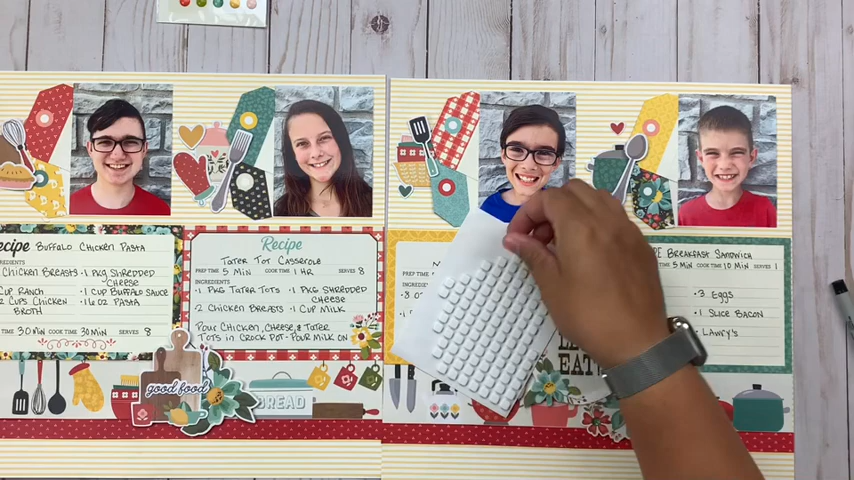 Recipe BUFFALO CHICKEN PASTA
CHICKEN BREASTS
• 1 PKG SHREDDED CHEESE
CUP RANCH
• 1 CUP BUFFALO SAUCE
CUPS CHICKEN BROTH
• 16 OZ PASTA
TIME 30 MIN COOK TIME 30 MIN SERVES 8
good food
Recipe
TATER TOT CASSEROLE
PREP TIME 5 MIN COOK TIME 1 HR SERVES 8
INGREDIENTS
• 1 PKG TATER TOTS
• 1 PKG SHREDDED CHEESE
• 2 CHICKEN BREASTS
• 1 CUP MILK
POUR CHICKEN, CHEESE, & TATER
TOTS IN CROCK POT - POUR MILK ON
BREAD
PREP TIME
INGREDIENTS
EAT
BREAKFAST SANDWICH
5 MIN COOK TIME 10 MIN SERVES 1
• 3 EGGS
• 1 SLICE BACON
• LAWRY'S